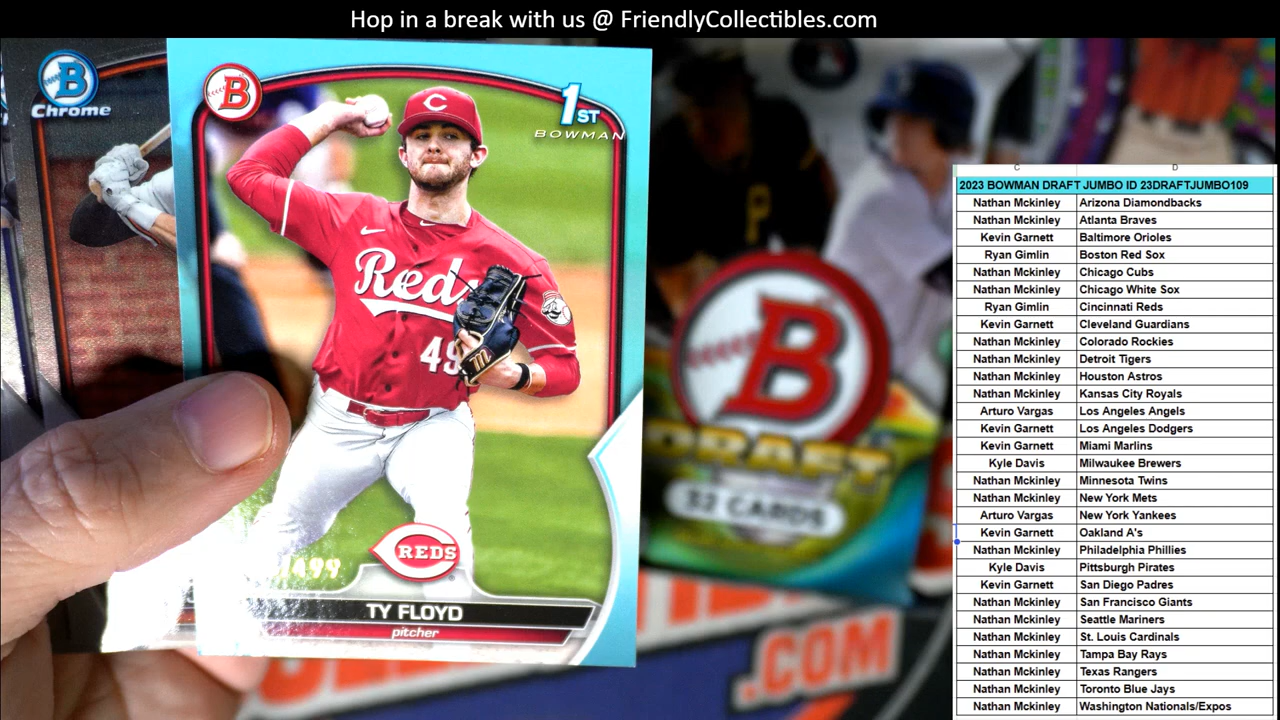 Hop in a break with us @ FriendlyCollectibles.com
B
Chrome
B
1ST
BOWMAN
C
Reds
49
REDS
/499
TY FLOYD
pitcher
P
B
DRAFT
32 CARDS
.COM
C D
2023 BOWMAN DRAFT JUMBO ID 23DRAFTJUMBO109
Nathan Mckinley Arizona Diamondbacks
Nathan Mckinley Atlanta Braves
Kevin Garnett Baltimore Orioles
Ryan Gimlin Boston Red Sox
Nathan Mckinley Chicago Cubs
Nathan Mckinley Chicago White Sox
Ryan Gimlin Cincinnati Reds
Kevin Garnett Cleveland Guardians
Nathan Mckinley Colorado Rockies
Nathan Mckinley Detroit Tigers
Nathan Mckinley Houston Astros
Nathan Mckinley Kansas City Royals
Arturo Vargas Los Angeles Angels
Kevin Garnett Los Angeles Dodgers
Kevin Garnett Miami Marlins
Kyle Davis Milwaukee Brewers
Nathan Mckinley Minnesota Twins
Nathan Mckinley New York Mets
Arturo Vargas New York Yankees
Kevin Garnett Oakland A's
Nathan Mckinley Philadelphia Phillies
Kyle Davis Pittsburgh Pirates
Kevin Garnett San Diego Padres
Nathan Mckinley San Francisco Giants
Nathan Mckinley Seattle Mariners
Nathan Mckinley St. Louis Cardinals
Nathan Mckinley Tampa Bay Rays
Nathan Mckinley Texas Rangers
Nathan Mckinley Toronto Blue Jays
Nathan Mckinley Washington Nationals/Expos